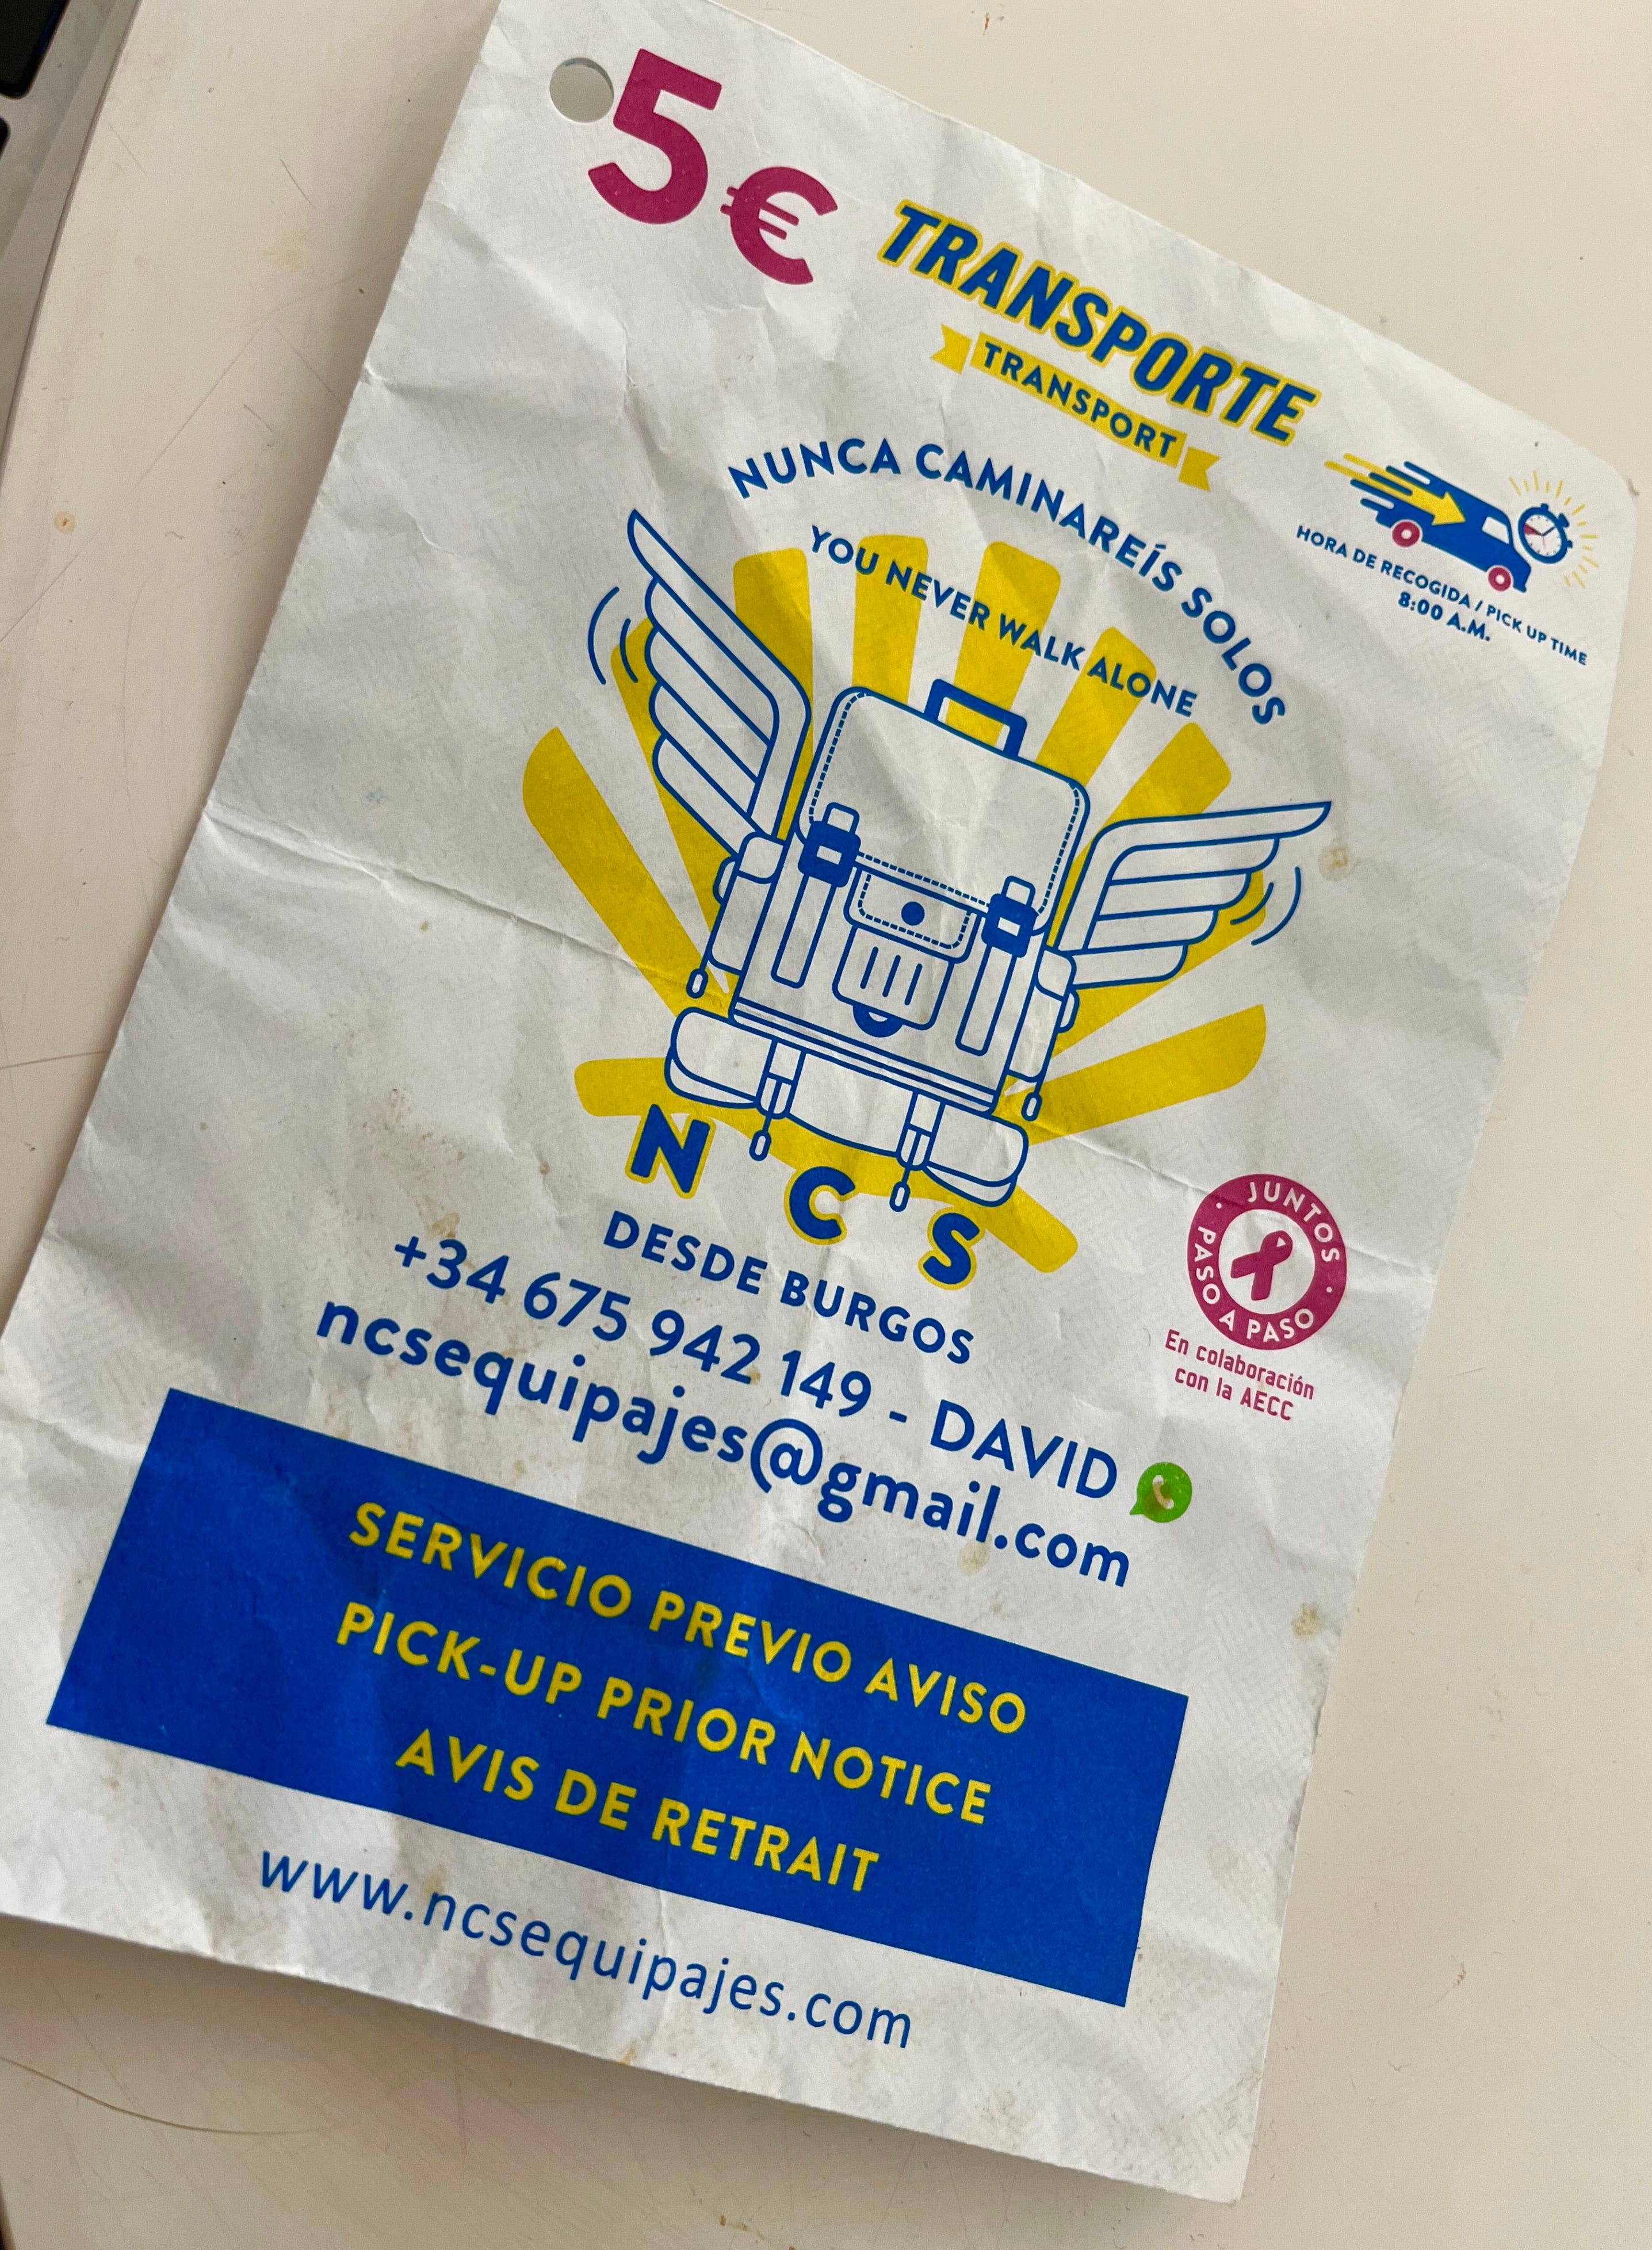 5€
TRANSPORTE
TRANSPORT
HORA DE RECOGIDA / PICK UP TIME
8:00 A.M.
NUNCA CAMINAREÍS SOLOS
YOU NEVER WALK ALONE
N C S
DESDE BURGOS
+34 675 942 149 - DAVID
ncsequipajes@gmail.com
JUNTOS · PASO A PASO ·
En colaboración
con la AECC
SERVICIO PREVIO AVISO
PICK-UP PRIOR NOTICE
AVIS DE RETRAIT
www.ncsequipajes.com